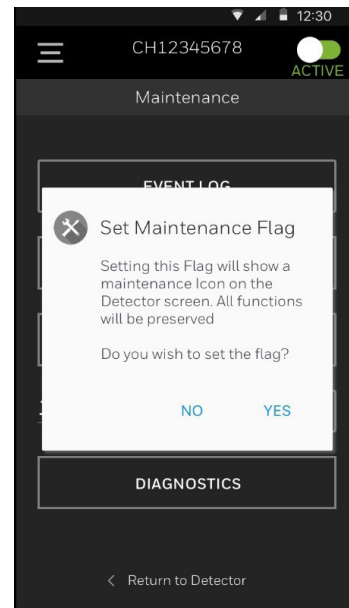 12:30
CH12345678
ACTIVE
Maintenance
EVENT LOG
Set Maintenance Flag
Setting this Flag will show a
maintenance Icon on the
Detector screen. All functions
will be preserved
Do you wish to set the flag?
NO YES
DIAGNOSTICS
< Return to Detector